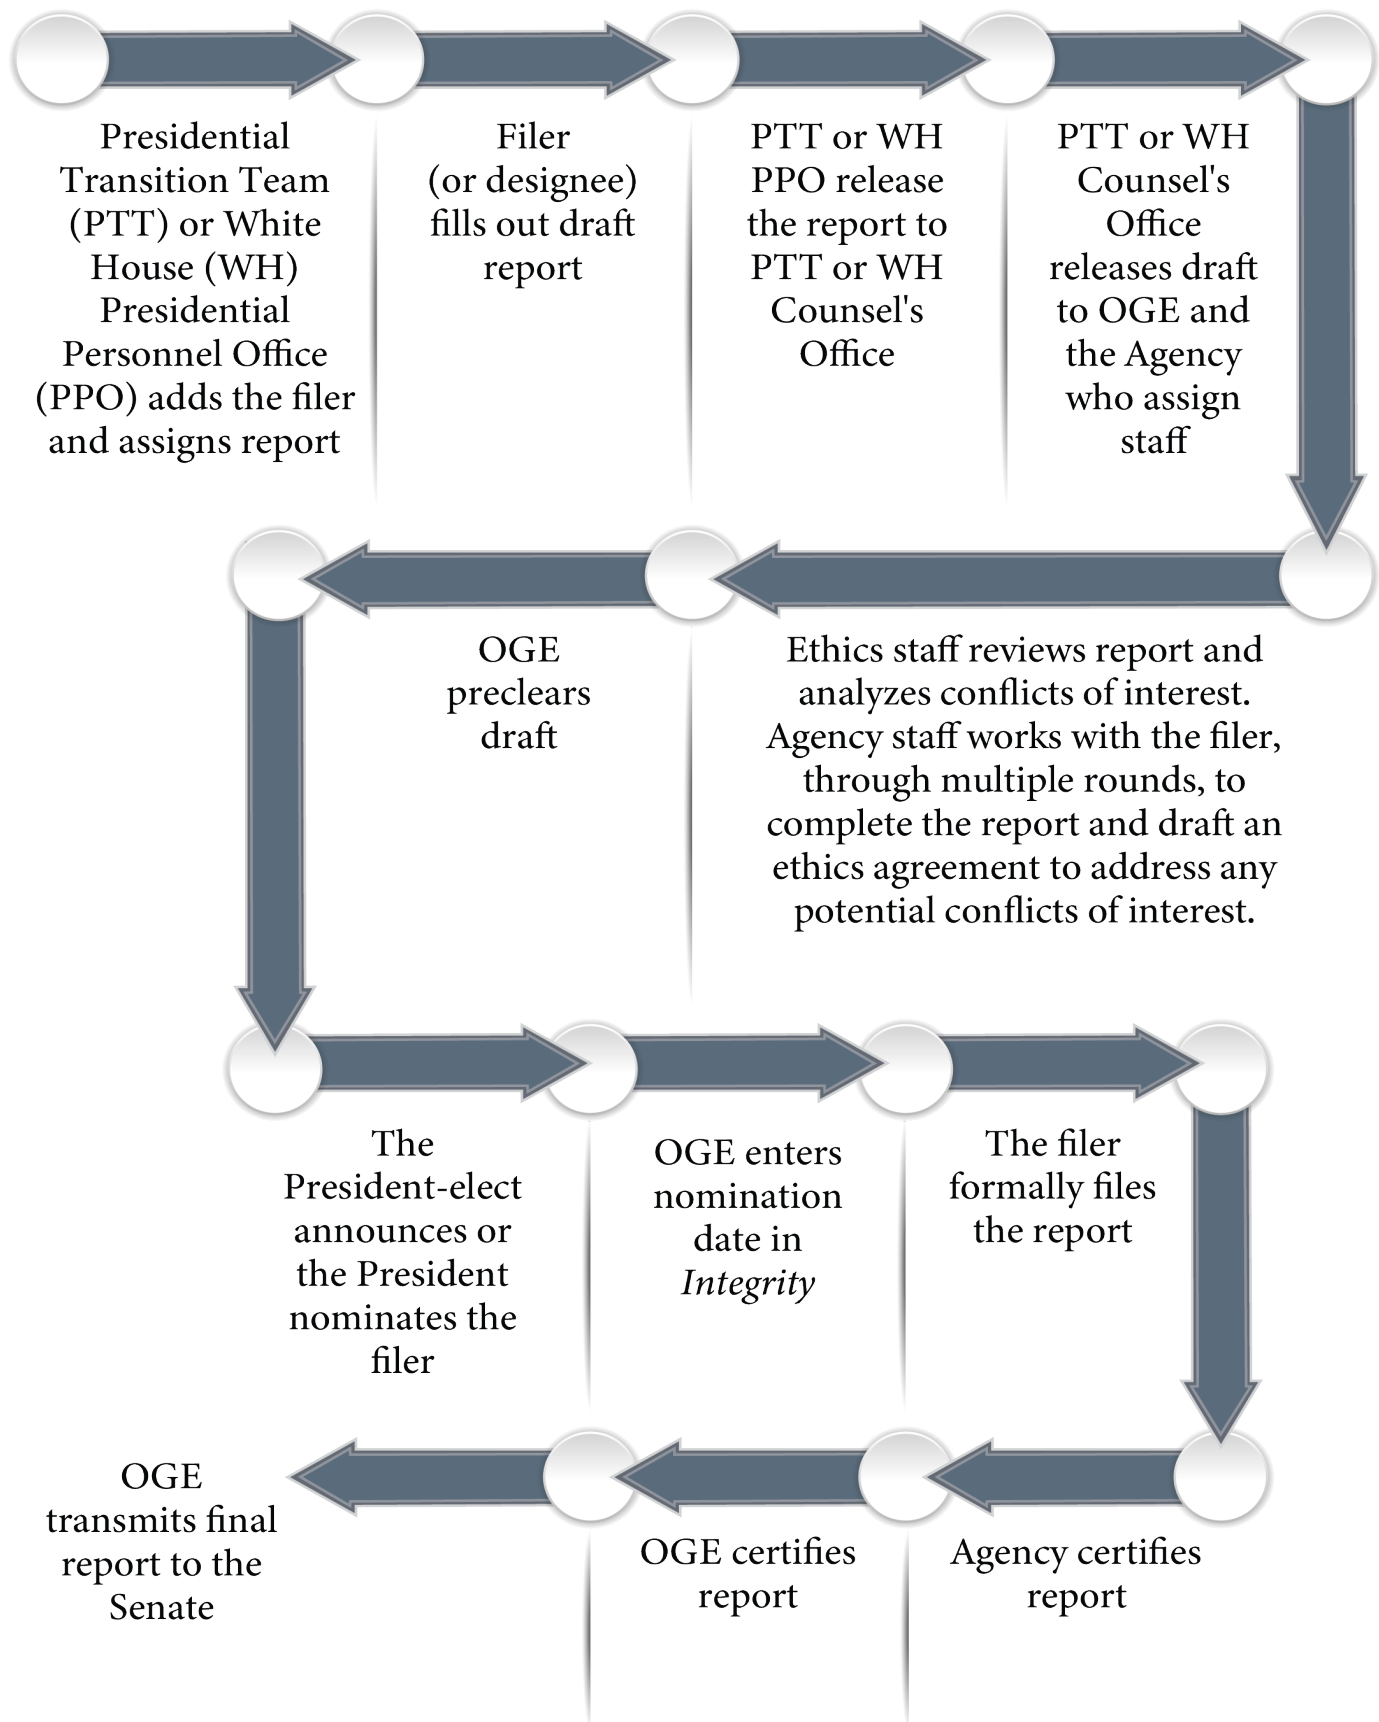 Presidential
Transition Team
(PTT) or White
House (WH)
Presidential
Personnel Office
(PPO) adds the filer
and assigns report
Filer
(or designee)
fills out draft
report
PTT or WH
PPO release
the report to
PTT or WH
Counsel's
Office
PTT or WH
Counsel's
Office
releases draft
to OGE and
the Agency
who assign
staff
Ethics staff reviews report and
analyzes conflicts of interest.
Agency staff works with the filer,
through multiple rounds, to
complete the report and draft an
ethics agreement to address any
potential conflicts of interest.
OGE
preclears
draft
The
President-elect
announces or
the President
nominates the
filer
OGE enters
nomination
date in
Integrity
The filer
formally files
the report
Agency certifies
report
OGE certifies
report
OGE
transmits final
report to the
Senate